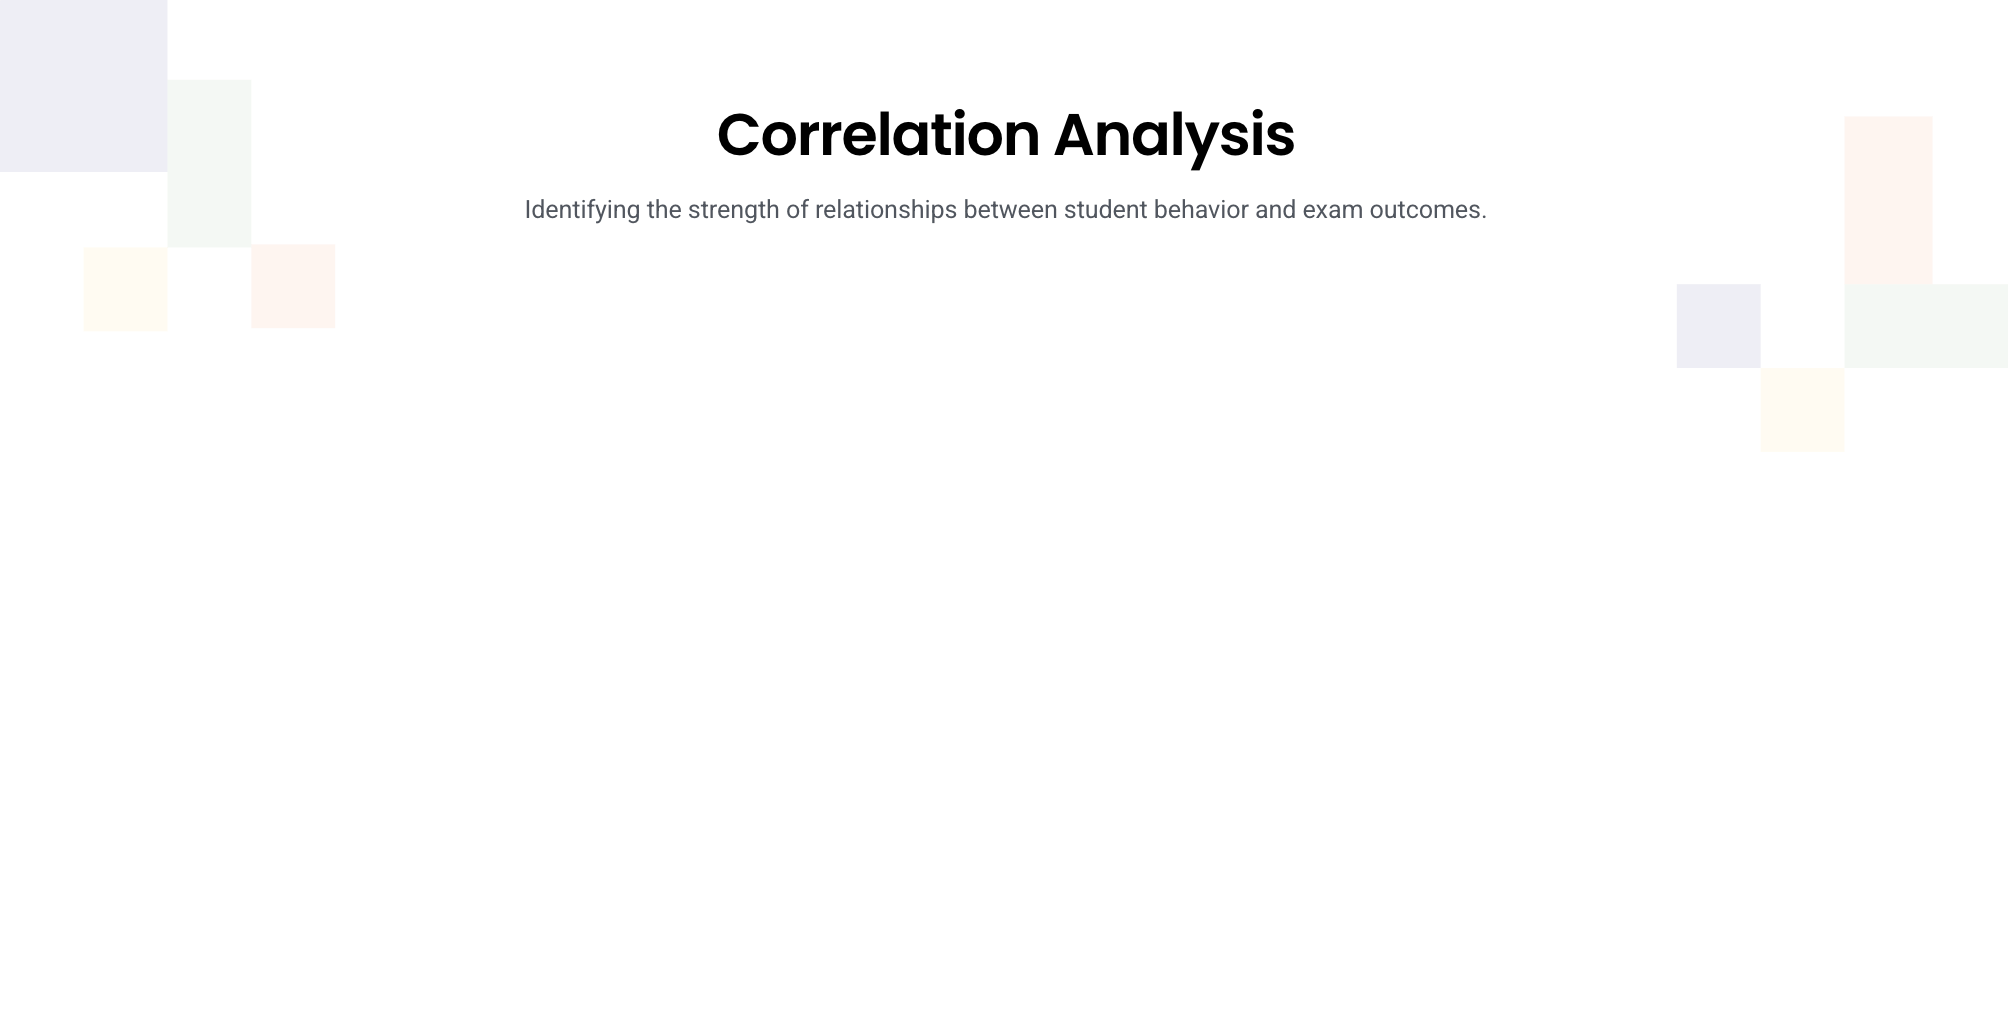 Correlation Analysis
Identifying the strength of relationships between student behavior and exam outcomes.